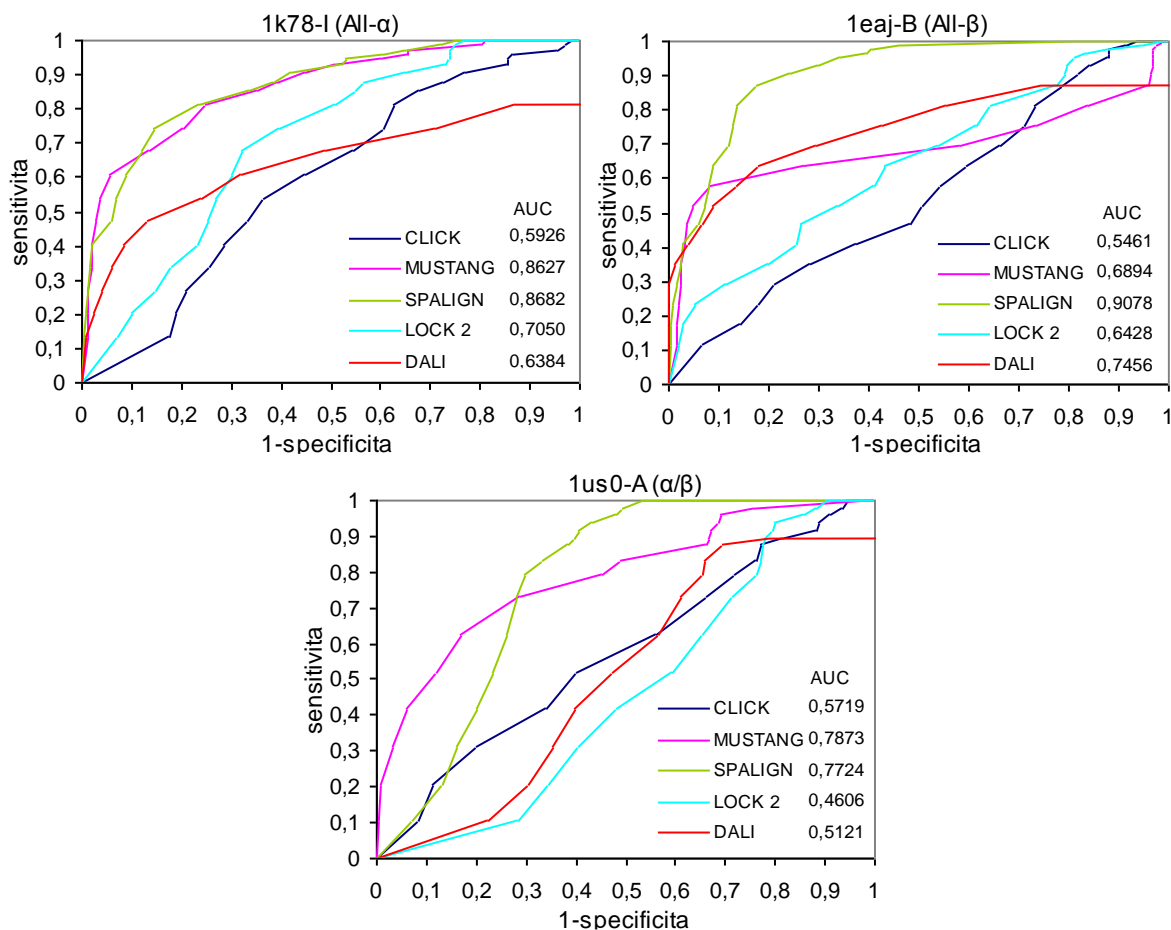 1k78-I (All-α)
sensitivita
1
0,9
0,8
0,7
0,6
0,5
0,4
0,3
0,2
0,1
0
AUC
CLICK 0,5926
MUSTANG 0,8627
SPALIGN 0,8682
LOCK 2 0,7050
DALI 0,6384
0 0,1 0,2 0,3 0,4 0,5 0,6 0,7 0,8 0,9 1
1-specificita
1eaj-B (All-β)
sensitivita
1
0,9
0,8
0,7
0,6
0,5
0,4
0,3
0,2
0,1
0
AUC
CLICK 0,5461
MUSTANG 0,6894
SPALIGN 0,9078
LOCK 2 0,6428
DALI 0,7456
0 0,1 0,2 0,3 0,4 0,5 0,6 0,7 0,8 0,9 1
1-specificita
1us0-A (α/β)
sensitivita
1
0,9
0,8
0,7
0,6
0,5
0,4
0,3
0,2
0,1
0
AUC
CLICK 0,5719
MUSTANG 0,7873
SPALIGN 0,7724
LOCK 2 0,4606
DALI 0,5121
0 0,1 0,2 0,3 0,4 0,5 0,6 0,7 0,8 0,9 1
1-specificita